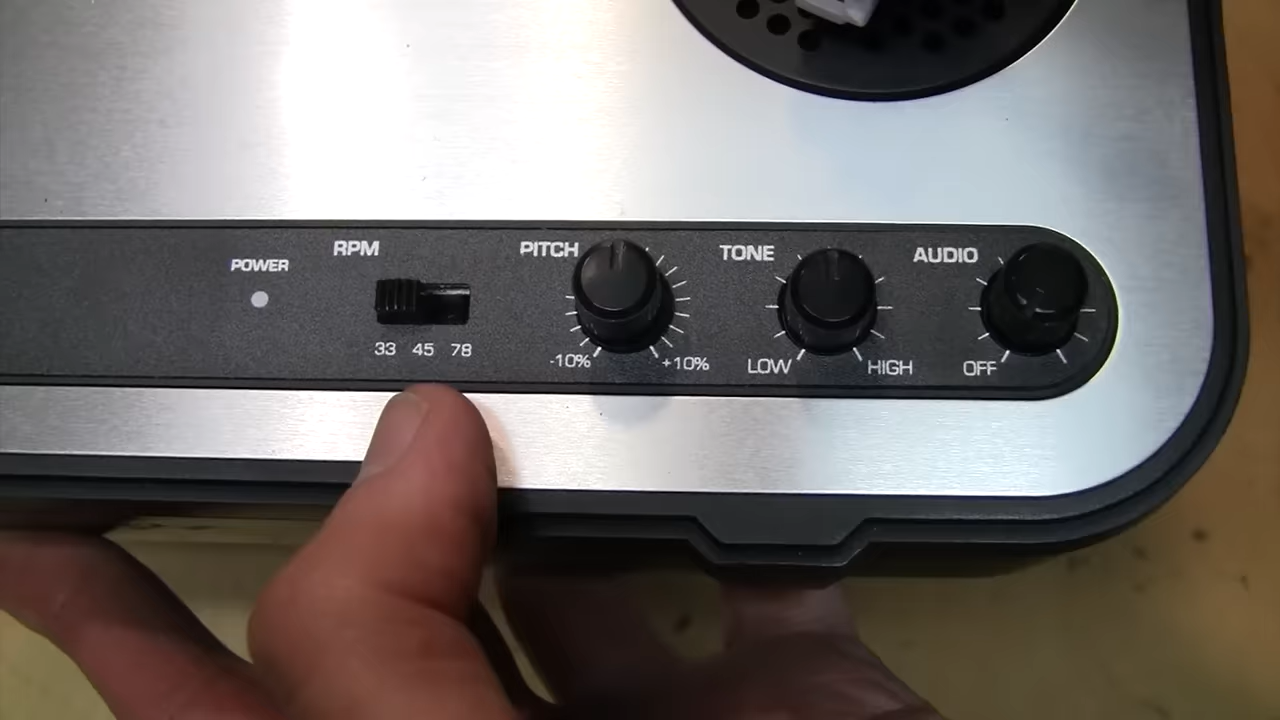 POWER
RPM
33 45 78
PITCH
-10% +10%
TONE
LOW HIGH
AUDIO
OFF